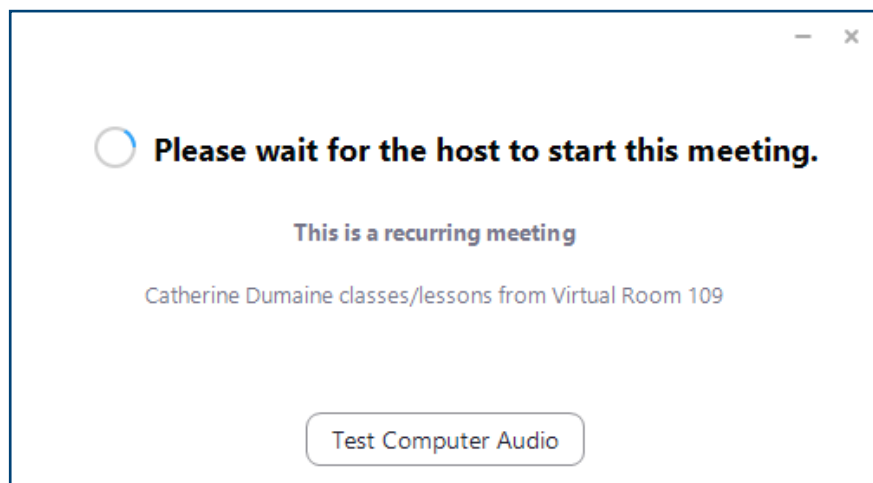 Please wait for the host to start this meeting.
This is a recurring meeting
Catherine Dumaine classes/lessons from Virtual Room 109
Test Computer Audio